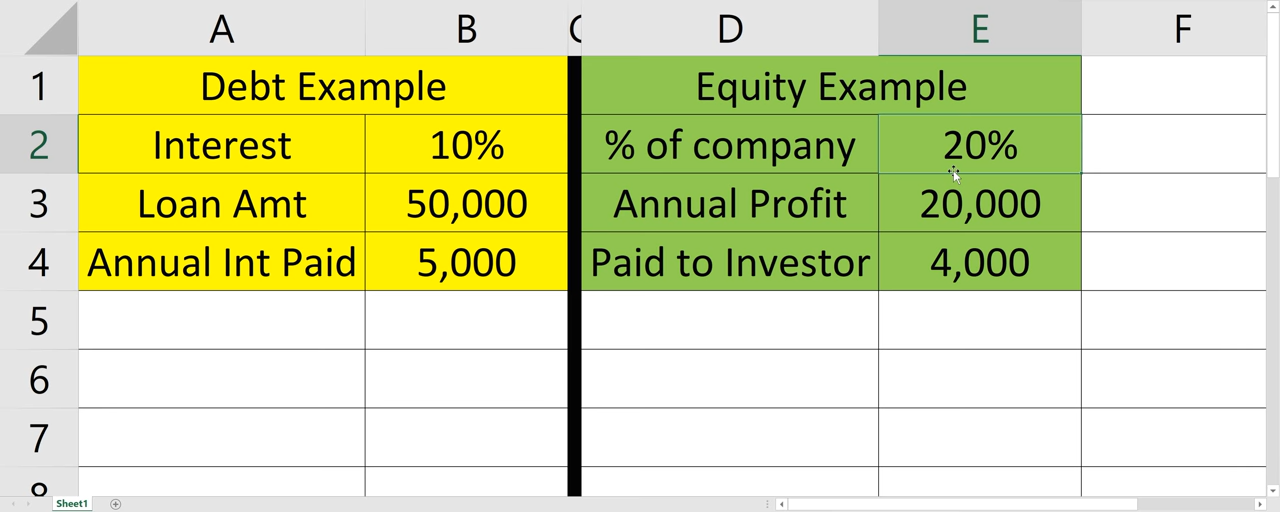 A B C D E F
1 Debt Example Equity Example
2 Interest 10% % of company 20%
3 Loan Amt 50,000 Annual Profit 20,000
4 Annual Int Paid 5,000 Paid to Investor 4,000
5
6
7
8
Sheet1